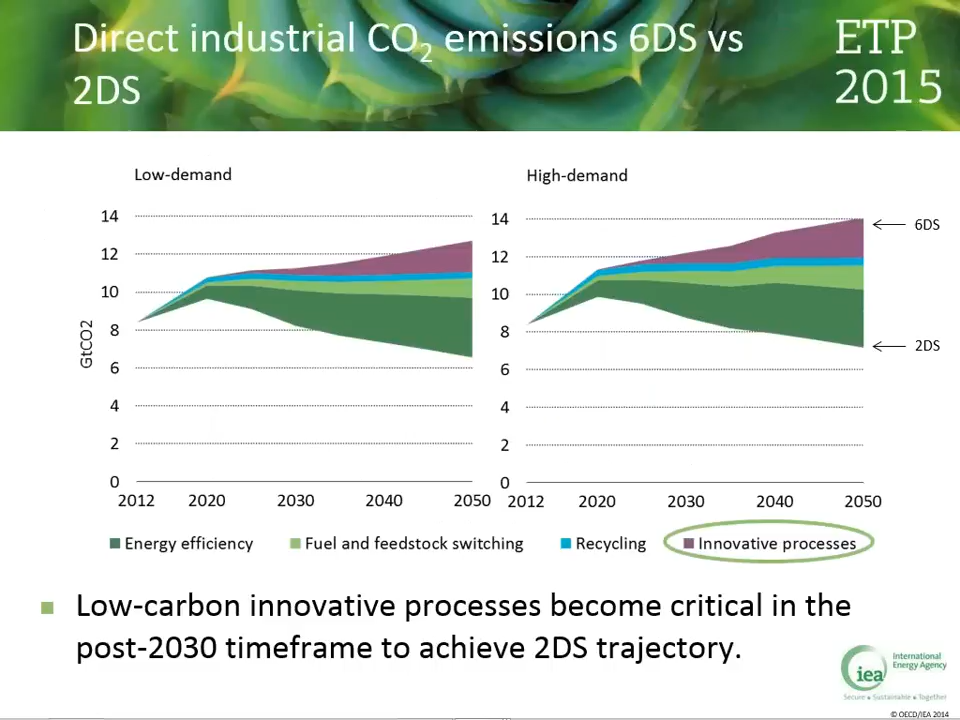 Direct industrial CO2 emissions 6DS vs
2DS
ETP
2015
Low-demand
High-demand
GtCO2
14
12
10
8
6
4
2
0
2012 2020 2030 2040 2050
14
12
10
8
6
4
2
0
2012 2020 2030 2040 2050
6DS
2DS
Energy efficiency Fuel and feedstock switching Recycling Innovative processes
Low-carbon innovative processes become critical in the
post-2030 timeframe to achieve 2DS trajectory.
iea
International
Energy Agency
Secure • Sustainable • Together
© OECD/IEA 2014